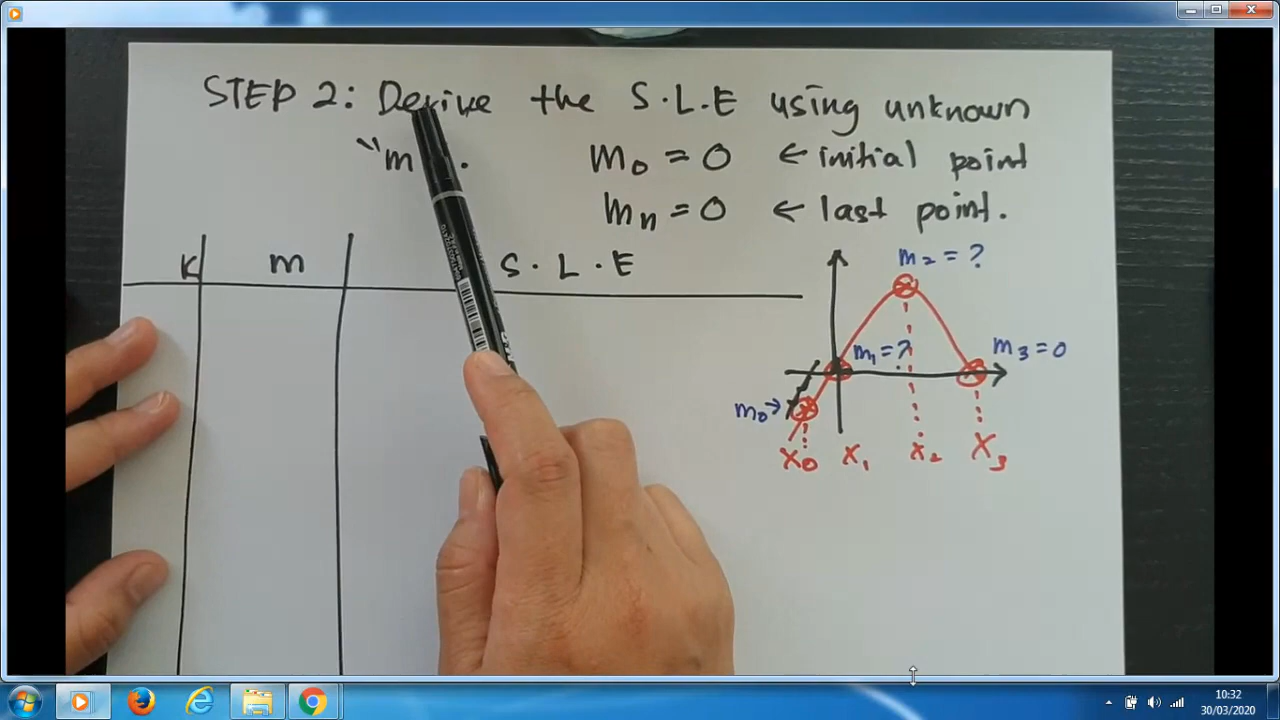 STEP 2: Derive the S.L.E using unknown
"m .
m₀ = 0 ← initial point
mₙ = 0 ← last point.
K m S.L.E
m₂ = ?
m₁ = ?
m₃ = 0
m₀ →
x₀ x₁ x₂ x₃
10:32
30/03/2020